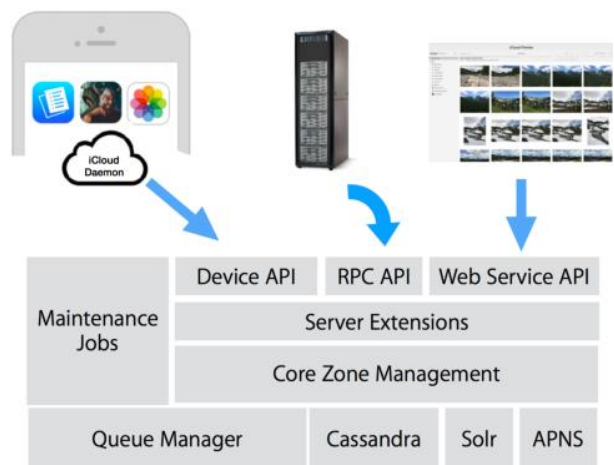 iCloud
Daemon
Device API
RPC API
Web Service API
Maintenance
Jobs
Server Extensions
Core Zone Management
Queue Manager
Cassandra
Solr
APNS